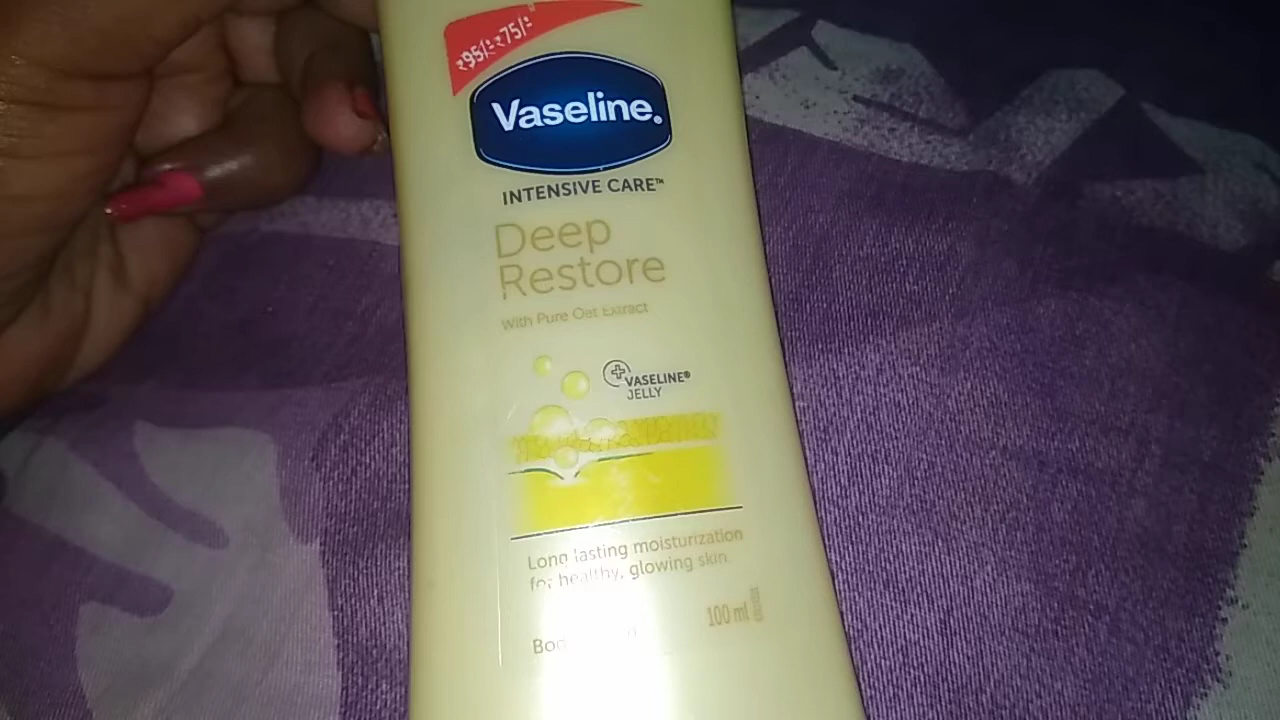 ₹95/- ₹75/-*
Vaseline.
INTENSIVE CARE™
Deep
Restore
With Pure Oat Extract
VASELINE®
JELLY
Long lasting moisturization
for healthy, glowing skin
100 ml